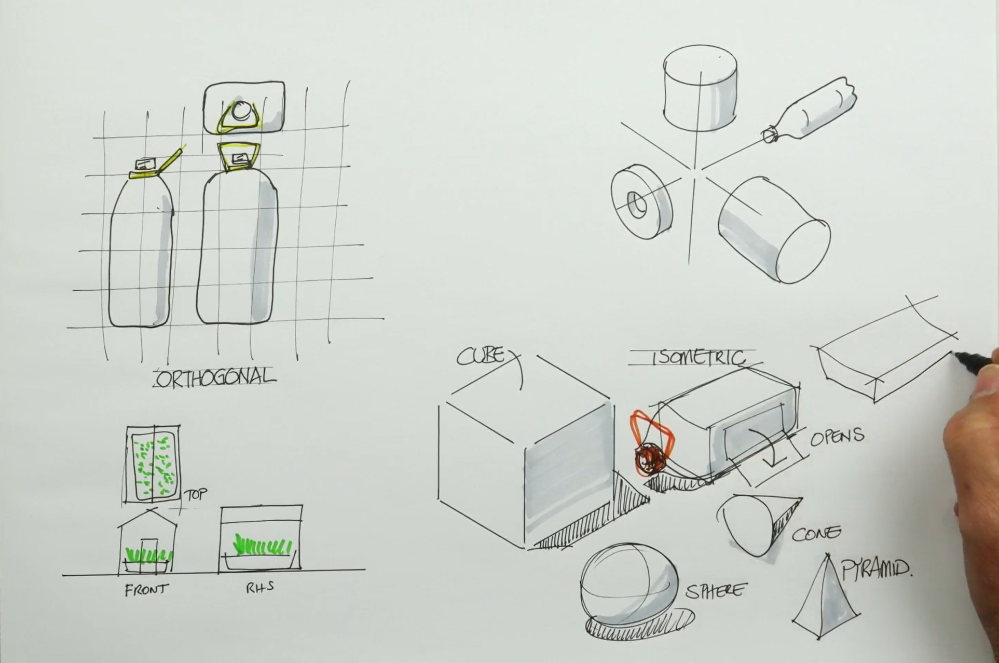 ORTHOGONAL
TOP
FRONT
RHS
CUBE
ISOMETRIC
OPENS
CONE
SPHERE
PYRAMID.